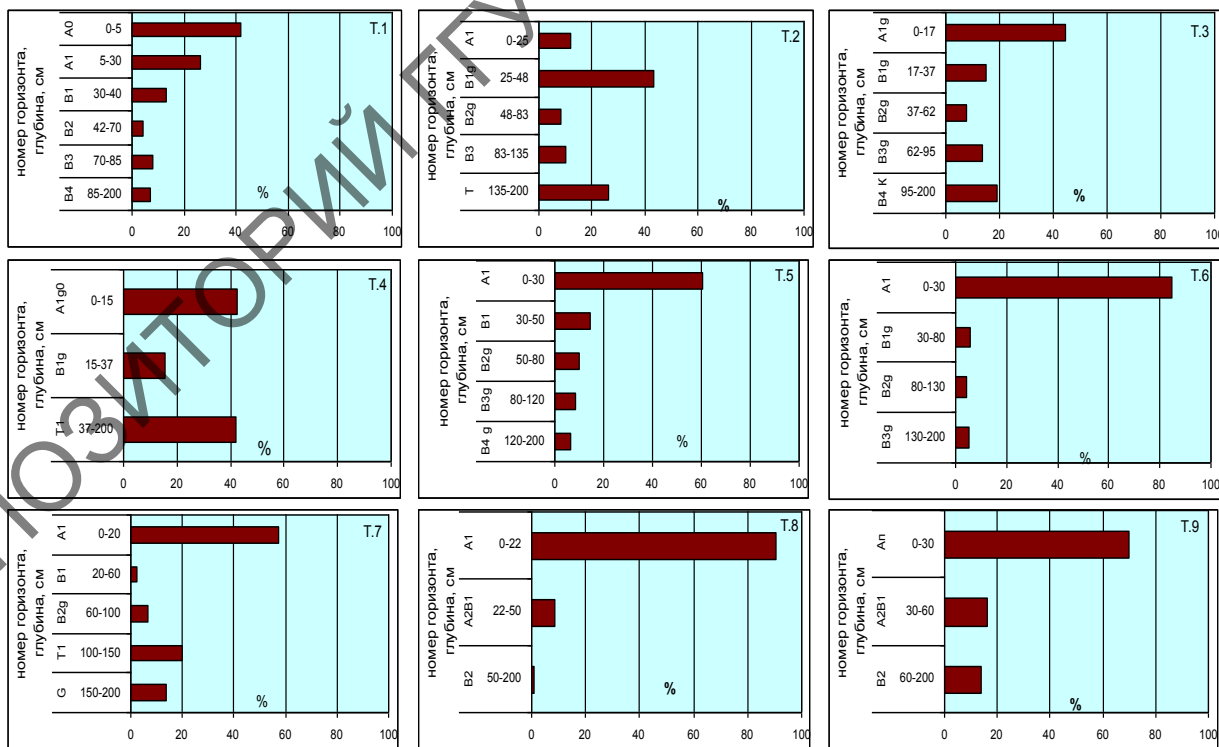 РЕПОЗИТОРИЙ ГГУ
номер горизонта,
глубина, см
T.1
A0 0-5
A1 5-30
B1 30-40
B2 42-70
B3 70-85
B4 85-200
%
0 20 40 60 80 100
номер горизонта,
глубина, см
T.2
A1 0-25
B1g 25-48
B2g 48-83
B3 83-135
T 135-200
%
0 20 40 60 80 100
номер горизонта,
глубина, см
T.3
A1g 0-17
B1g 17-37
B2g 37-62
B3g 62-95
B4 K 95-200
%
0 20 40 60 80 100
номер горизонта,
глубина, см
T.4
A1g0 0-15
B1g 15-37
T1 37-200
%
0 20 40 60 80 100
номер горизонта,
глубина, см
T.5
A1 0-30
B1 30-50
B2g 50-80
B3g 80-120
B4 g 120-200
%
0 20 40 60 80 100
номер горизонта,
глубина, см
T.6
A1 0-30
B1g 30-80
B2g 80-130
B3g 130-200
%
0 20 40 60 80 100
номер горизонта,
глубина, см
T.7
A1 0-20
B1 20-60
B2g 60-100
T1 100-150
G 150-200
%
0 20 40 60 80 100
номер горизонта,
глубина, см
T.8
A1 0-22
A2B1 22-50
B2 50-200
%
0 20 40 60 80 100
номер горизонта,
глубина, см
T.9
Aп 0-30
A2B1 30-60
B2 60-200
%
0 20 40 60 80 100